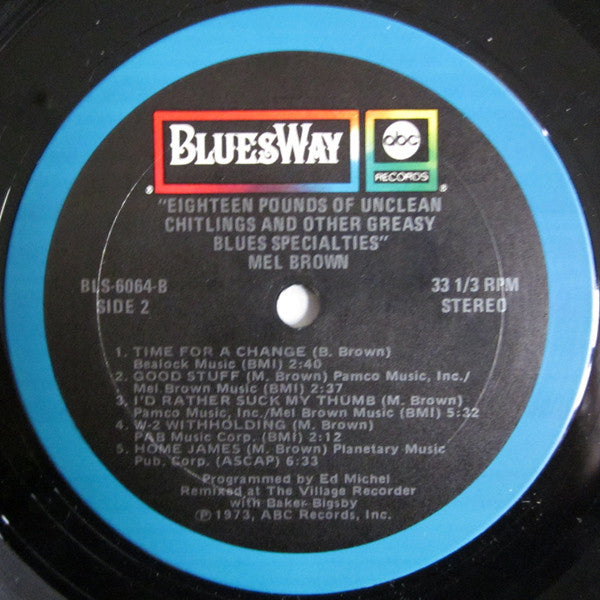 BLUESWAY
abc
RECORDS
®
®
"EIGHTEEN POUNDS OF UNCLEAN
CHITLINGS AND OTHER GREASY
BLUES SPECIALTIES"
MEL BROWN
BLS-6064-B
SIDE 2
33 1/3 RPM
STEREO
1. TIME FOR A CHANGE (B. Brown)
Bealock Music (BMI) 2:40
2. GOOD STUFF (M. Brown) Pamco Music, Inc./
Mel Brown Music (BMI) 2:37
3. I'D RATHER SUCK MY THUMB (M. Brown)
Pamco Music, Inc./Mel Brown Music (BMI) 5:32
4. W-2 WITHHOLDING (M. Brown)
PAB Music Corp. (BMI) 2:12
5. HOME JAMES (M. Brown) Planetary Music
Pub. Corp. (ASCAP) 6:33
Programmed by Ed Michel
Remixed at The Village Recorder
with Baker Bigsby
Ⓟ 1973, ABC Records, Inc.